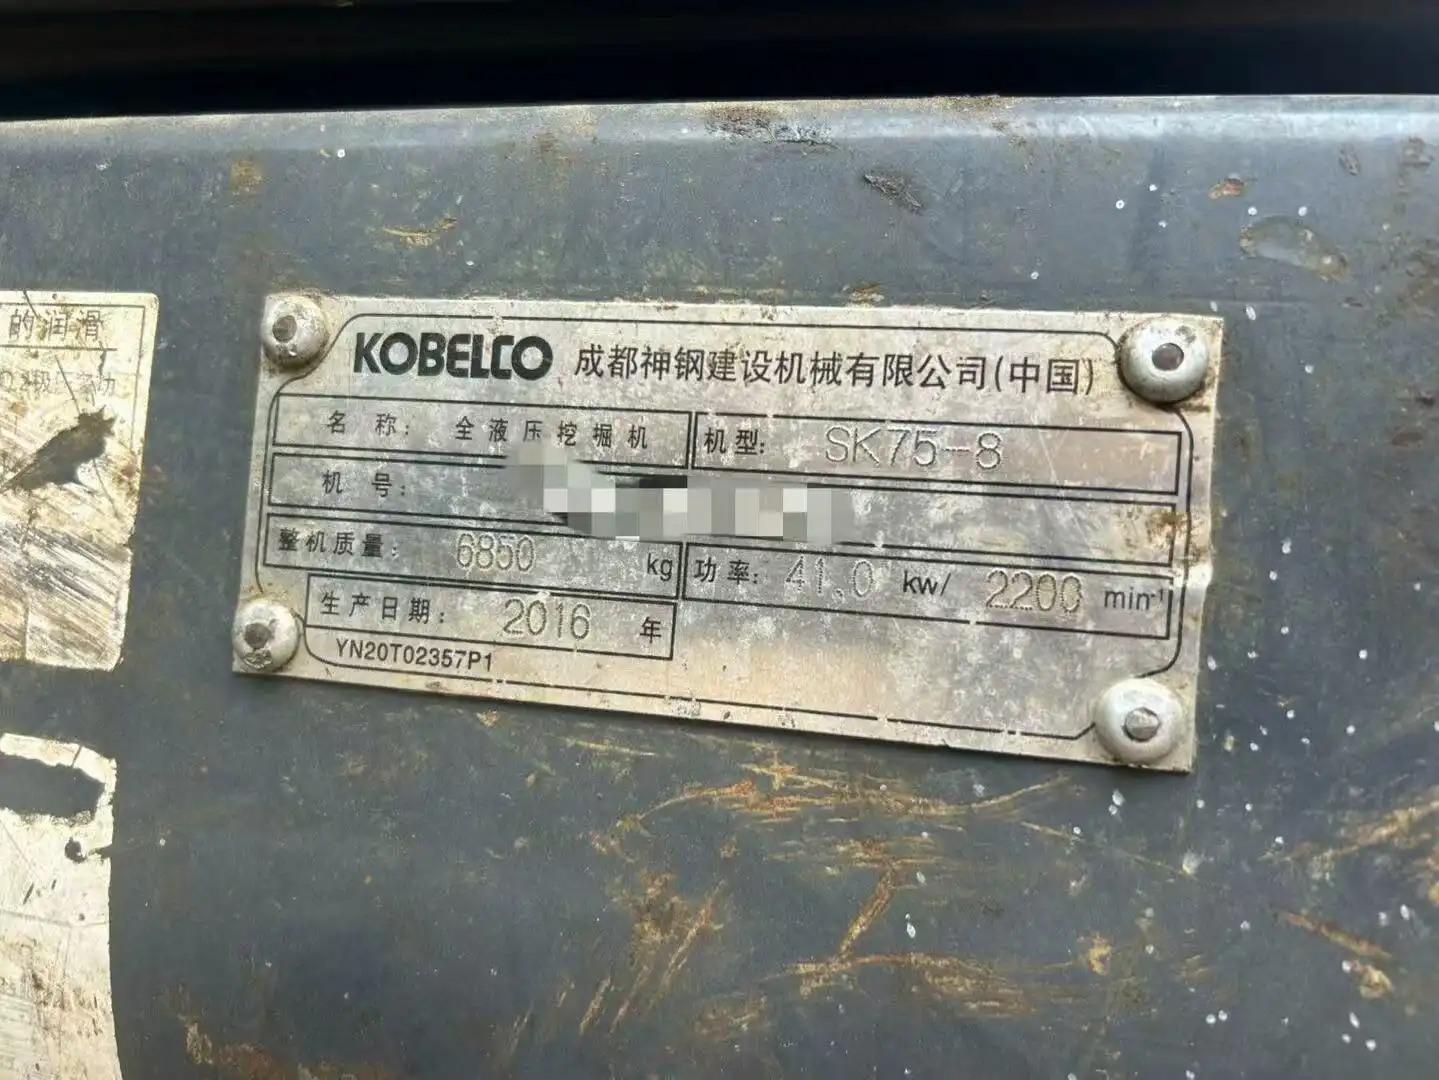 的润滑
KOBELCO 成都神钢建设机械有限公司(中国)
名 称: 全液压挖掘机 机型: SK75-8
机 号:
整机质量: 6850 kg 功率: 41.0 kw/ 2200 min-1
生产日期: 2016 年
YN20T02357P1